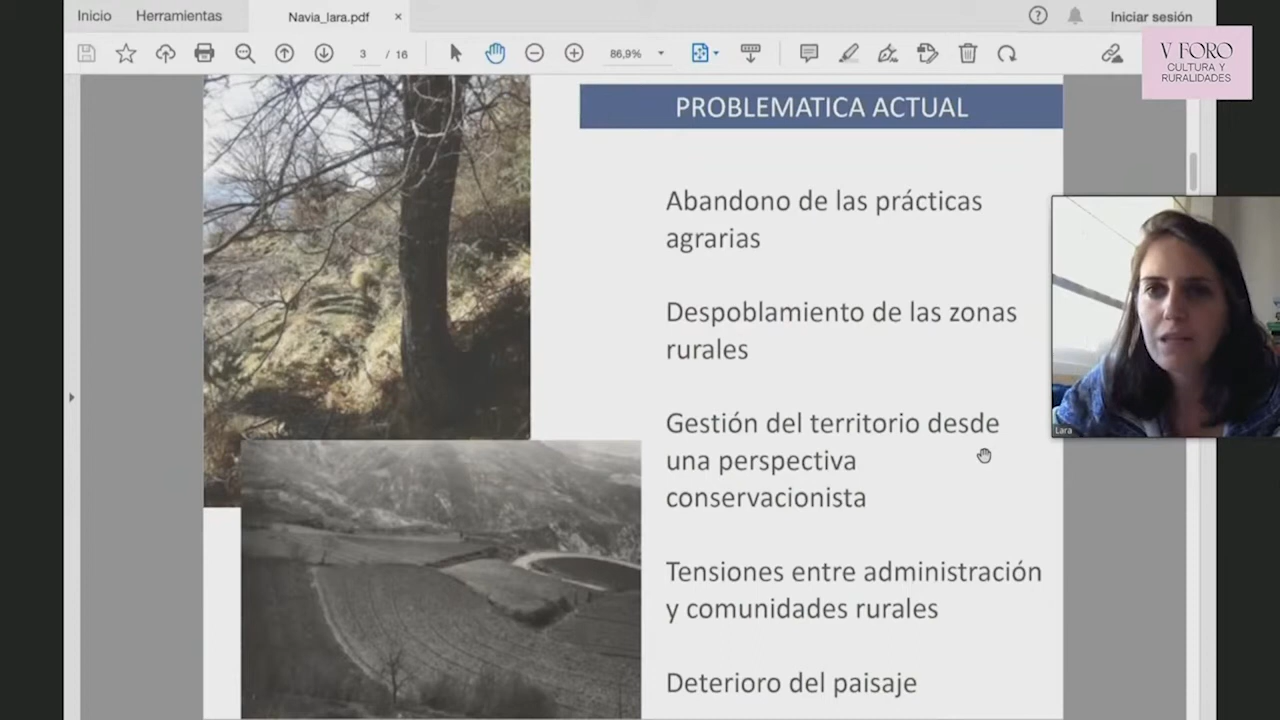 Inicio Herramientas Navia_lara.pdf × Iniciar sesión
3 / 16 86,9%
V FORO
CULTURA Y
RURALIDADES
PROBLEMATICA ACTUAL
Abandono de las prácticas
agrarias
Despoblamiento de las zonas
rurales
Gestión del territorio desde
una perspectiva
conservacionista
Tensiones entre administración
y comunidades rurales
Deterioro del paisaje
Lara